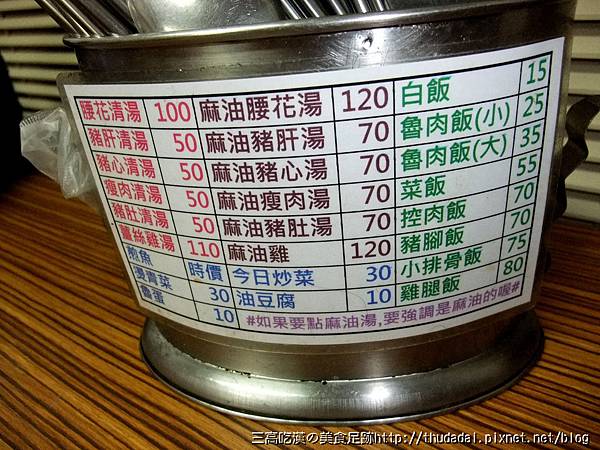 腰花清湯 100 麻油腰花湯 120 白飯 15
豬肝清湯 50 麻油豬肝湯 70 魯肉飯(小) 25
豬心清湯 50 麻油豬心湯 70 魯肉飯(大) 35
瘦肉清湯 50 麻油瘦肉湯 70 菜飯 55
豬肚清湯 50 麻油豬肚湯 70 控肉飯 70
薑絲雞湯 110 麻油雞 120 豬腳飯 70
煎魚 時價 今日炒菜 30 小排骨飯 75
燙青菜 30 油豆腐 10 雞腿飯 80
魯蛋 10 #如果要點麻油湯,要強調是麻油的喔#
三高吃漢の美食足跡http://thudadal.pixnet.net/blog